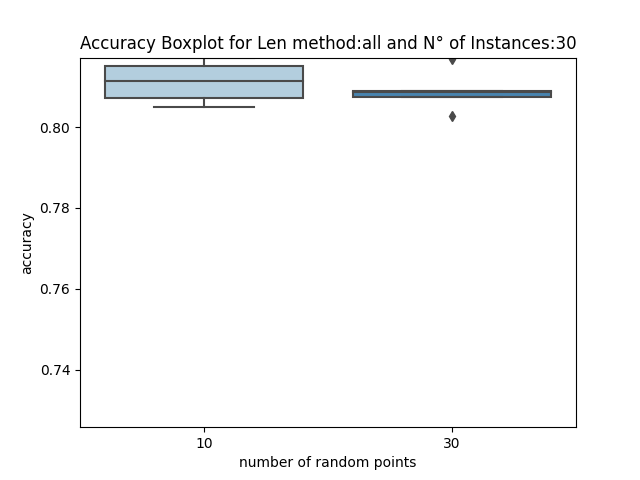 Accuracy Boxplot for Len method:all and N° of Instances:30
0.80
0.78
0.76
0.74
accuracy
10
30
number of random points